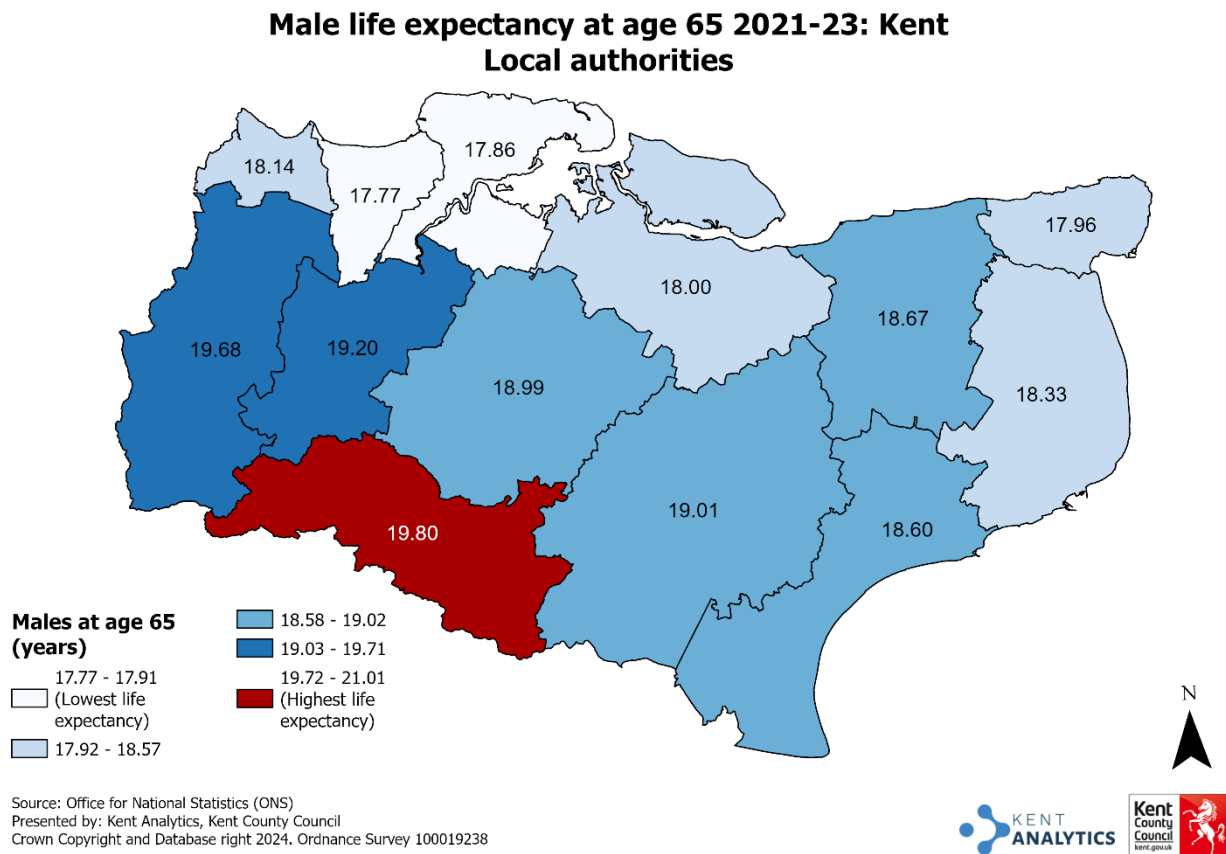 Male life expectancy at age 65 2021-23: Kent
Local authorities
17.86
18.14
17.77
17.96
18.00
18.67
19.68
19.20
18.99
18.33
19.01
18.60
19.80
Males at age 65
(years)
17.77 - 17.91
(Lowest life
expectancy)
17.92 - 18.57
18.58 - 19.02
19.03 - 19.71
19.72 - 21.01
(Highest life
expectancy)
N
Source: Office for National Statistics (ONS)
Presented by: Kent Analytics, Kent County Council
Crown Copyright and Database right 2024. Ordnance Survey 100019238
KENT
ANALYTICS
Kent
County
Council
kent.gov.uk